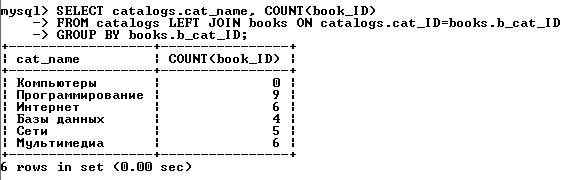 mysql> SELECT catalogs.cat_name, COUNT(book_ID)
-> FROM catalogs LEFT JOIN books ON catalogs.cat_ID=books.b_cat_ID
-> GROUP BY books.b_cat_ID;
+------------------+----------------+
| cat_name | COUNT(book_ID) |
+------------------+----------------+
| Компьютеры | 0 |
| Программирование | 9 |
| Интернет | 6 |
| Базы данных | 4 |
| Сети | 5 |
| Мультимедиа | 6 |
+------------------+----------------+
6 rows in set (0.00 sec)